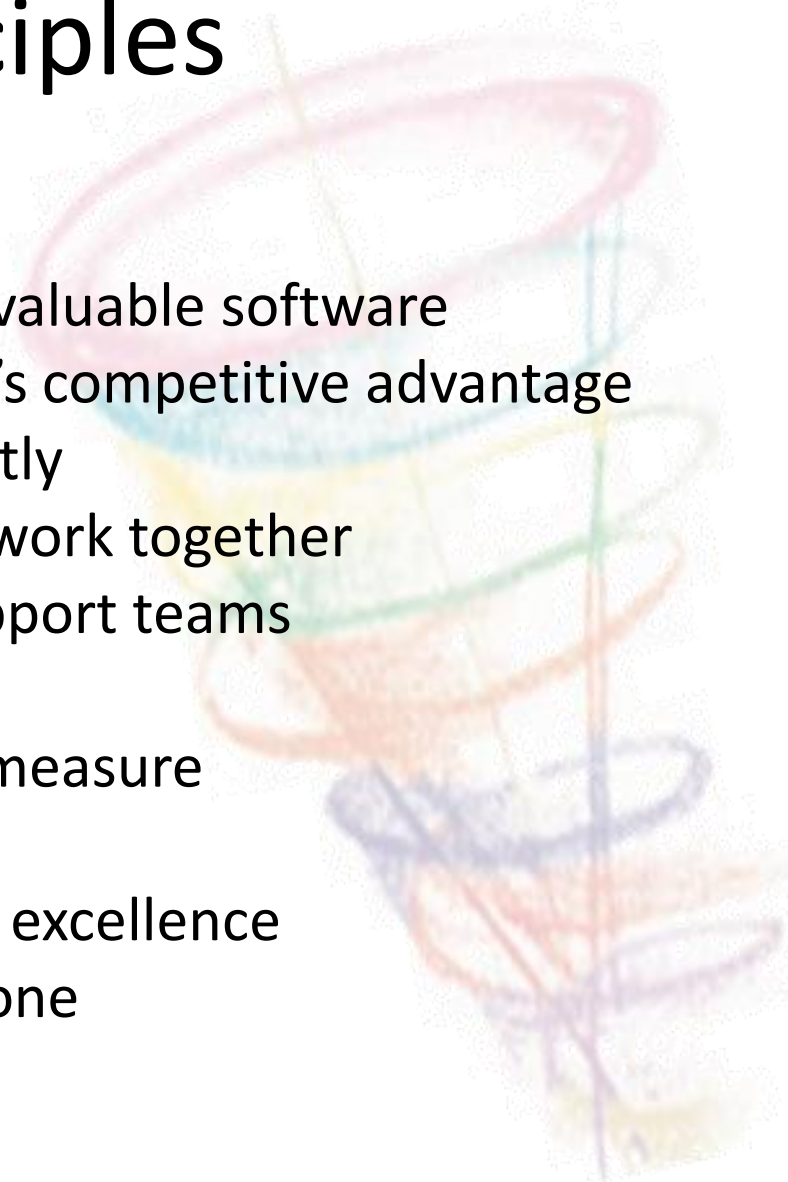 ciples
valuable software
's competitive advantage
tly
work together
pport teams
measure
excellence
one